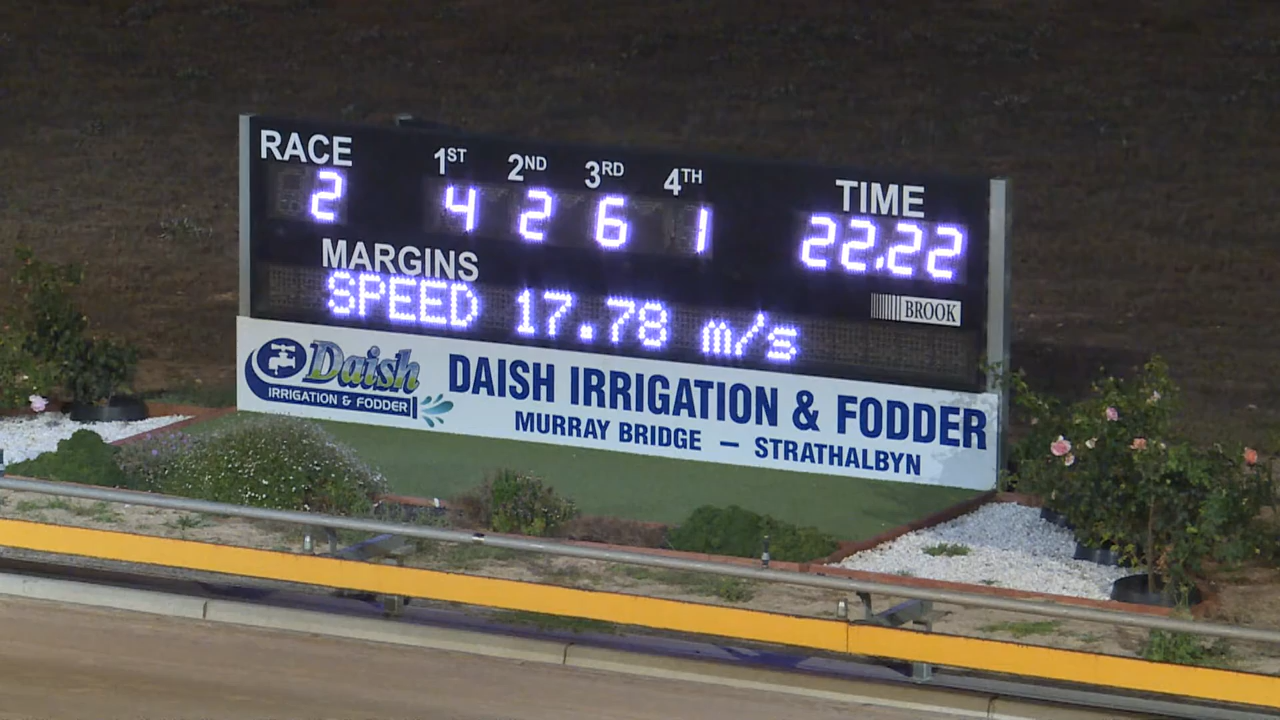 RACE 1ST 2ND 3RD 4TH TIME
2 4 2 6 1 22.22
MARGINS
SPEED 17.78 m/s
BROOK
Daish
IRRIGATION & FODDER
DAISH IRRIGATION & FODDER
MURRAY BRIDGE — STRATHALBYN